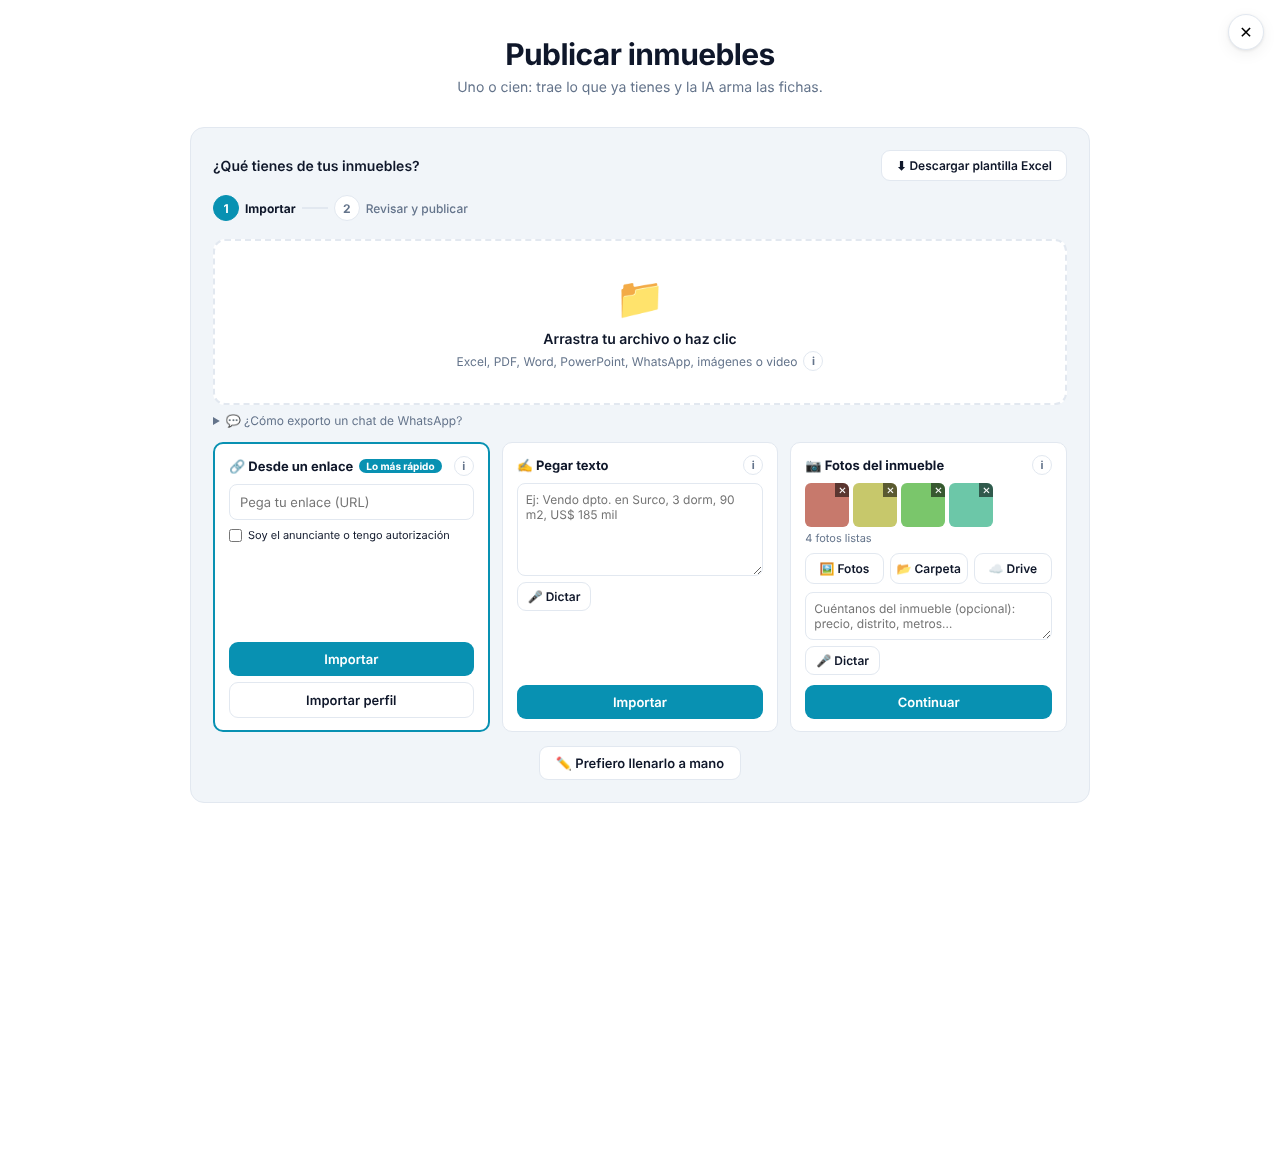 ✕
Publicar inmuebles
Uno o cien: trae lo que ya tienes y la IA arma las fichas.
¿Qué tienes de tus inmuebles?
⬇ Descargar plantilla Excel
1 Importar
2 Revisar y publicar
Arrastra tu archivo o haz clic
Excel, PDF, Word, PowerPoint, WhatsApp, imágenes o video i
▶ 💬 ¿Cómo exporto un chat de WhatsApp?
🔗 Desde un enlace Lo más rápido i
Pega tu enlace (URL)
Soy el anunciante o tengo autorización
Importar
Importar perfil
✍️ Pegar texto i
Ej: Vendo dpto. en Surco, 3 dorm, 90
m2, US$ 185 mil
🎤 Dictar
Importar
📷 Fotos del inmueble i
✕ ✕ ✕ ✕
4 fotos listas
🖼️ Fotos
📂 Carpeta
☁️ Drive
Cuéntanos del inmueble (opcional):
precio, distrito, metros...
🎤 Dictar
Continuar
✏️ Prefiero llenarlo a mano